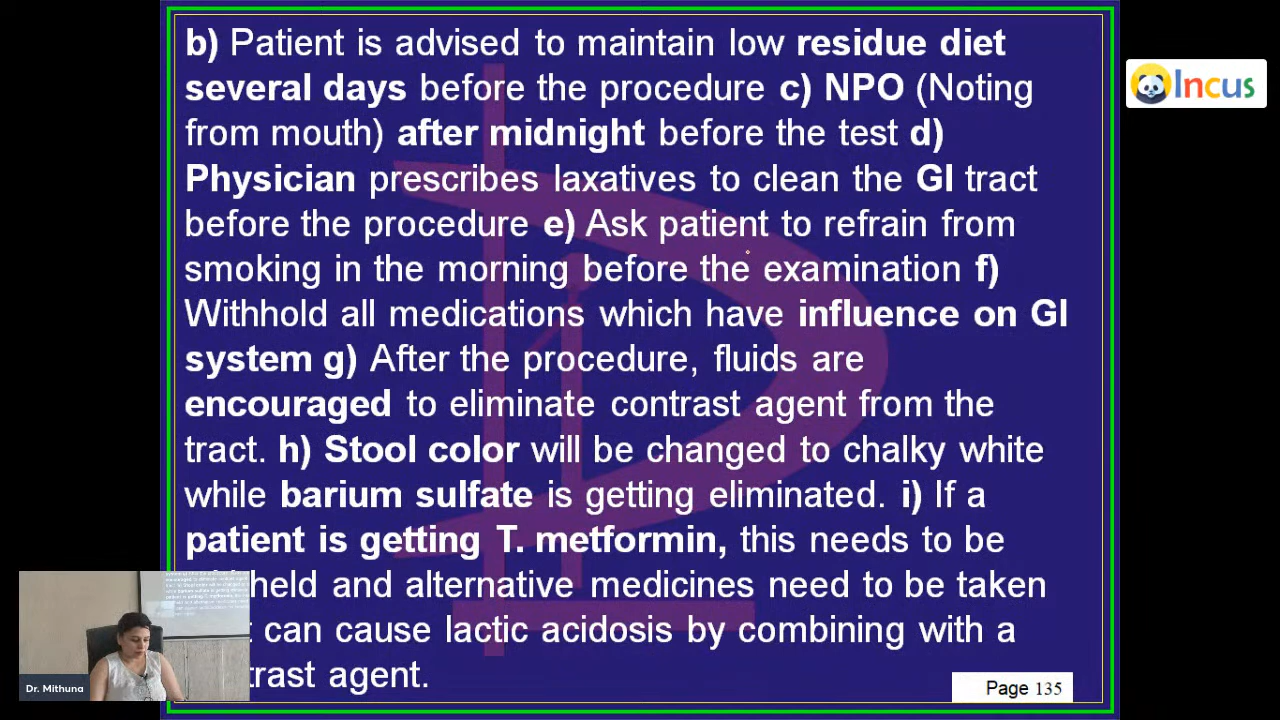 b) Patient is advised to maintain low residue diet
several days before the procedure c) NPO (Noting
from mouth) after midnight before the test d)
Physician prescribes laxatives to clean the GI tract
before the procedure e) Ask patient to refrain from
smoking in the morning before the examination f)
Withhold all medications which have influence on GI
system g) After the procedure, fluids are
encouraged to eliminate contrast agent from the
tract. h) Stool color will be changed to chalky white
while barium sulfate is getting eliminated. i) If a
patient is getting T. metformin, this needs to be
held and alternative medicines need to be taken
can cause lactic acidosis by combining with a
trast agent.
Incus
Dr. Mithuna
Page 135